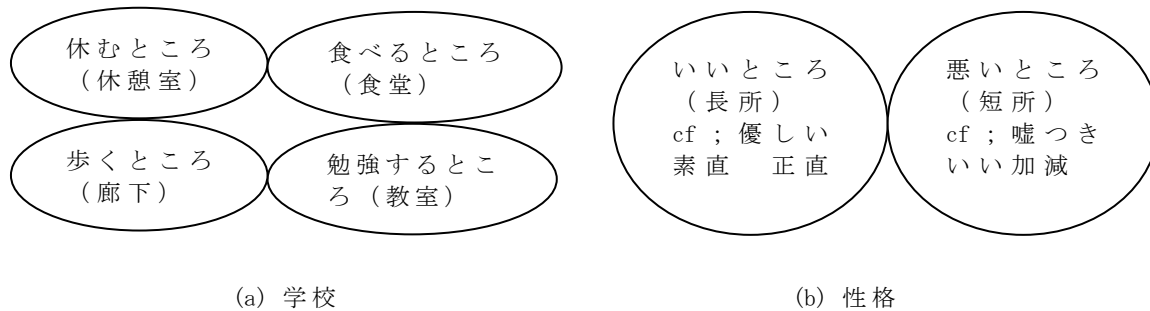 休むところ
（休憩室）
食べるところ
（食堂）
歩くところ
（廊下）
勉強するとこ
ろ（教室）
いいところ
（長所）
cf；優しい
素直　正直
悪いところ
（短所）
cf；嘘つき
いい加減
(a) 学校
(b) 性格